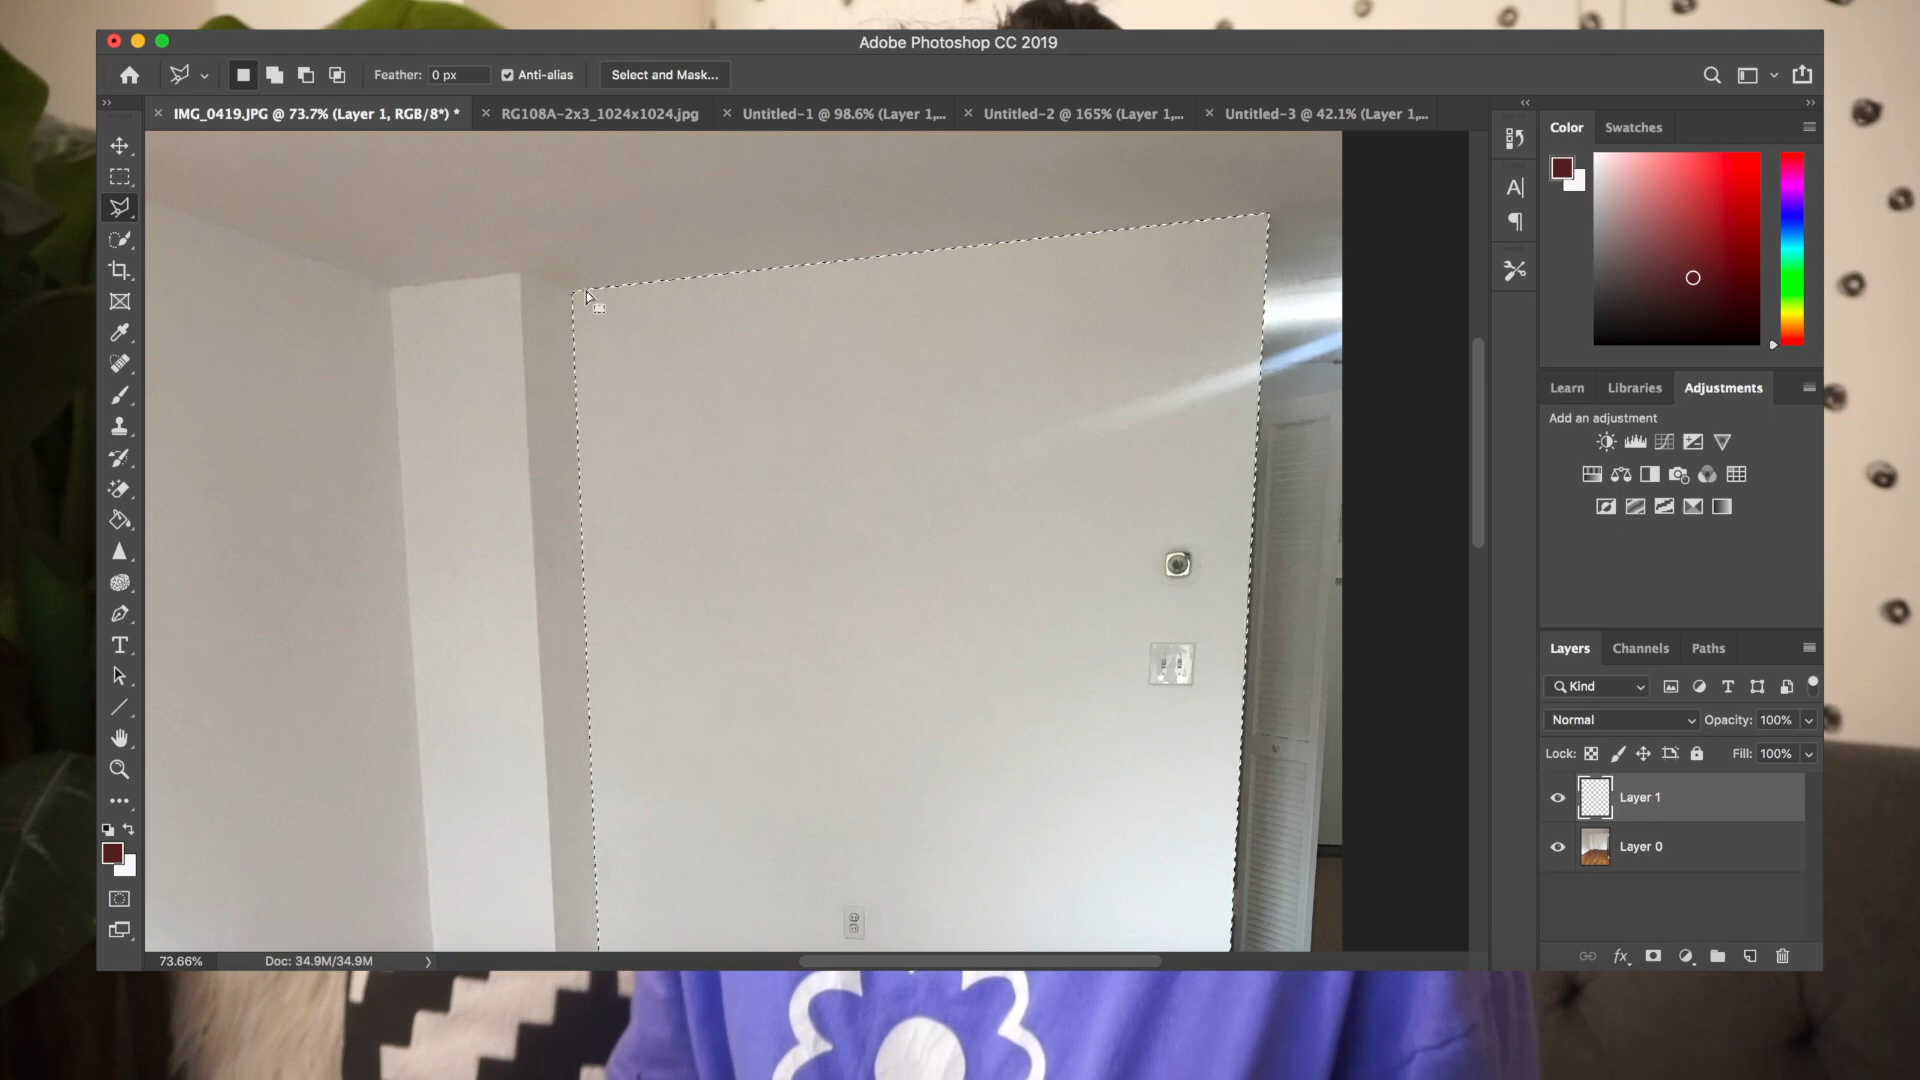 Adobe Photoshop CC 2019
Feather: 0 px
Anti-alias
Select and Mask...
IMG_0419.JPG @ 73.7% (Layer 1, RGB/8*) *
RG108A-2x3_1024x1024.jpg
Untitled-1 @ 98.6% (Layer 1,...
Untitled-2 @ 165% (Layer 1,...
Untitled-3 @ 42.1% (Layer 1,...
Color
Swatches
Learn
Libraries
Adjustments
Add an adjustment
Layers
Channels
Paths
Kind
Normal
Opacity: 100%
Lock:
Fill: 100%
Layer 1
Layer 0
fx
73.66%
Doc: 34.9M/34.9M